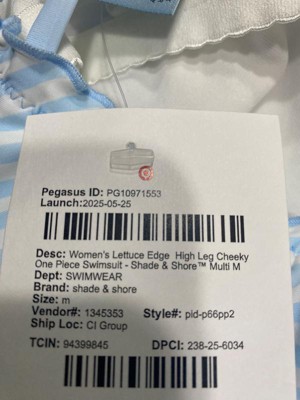 Pegasus ID: PG10971553
Launch:2025-05-25
Desc: Women's Lettuce Edge High Leg Cheeky
One Piece Swimsuit - Shade & Shore™ Multi M
Dept: SWIMWEAR
Brand: shade & shore
Size: m
Vendor#: 1345353 Style#: pid-p66pp2
Ship Loc: CI Group
TCIN: 94399845 DPCI: 238-25-6034